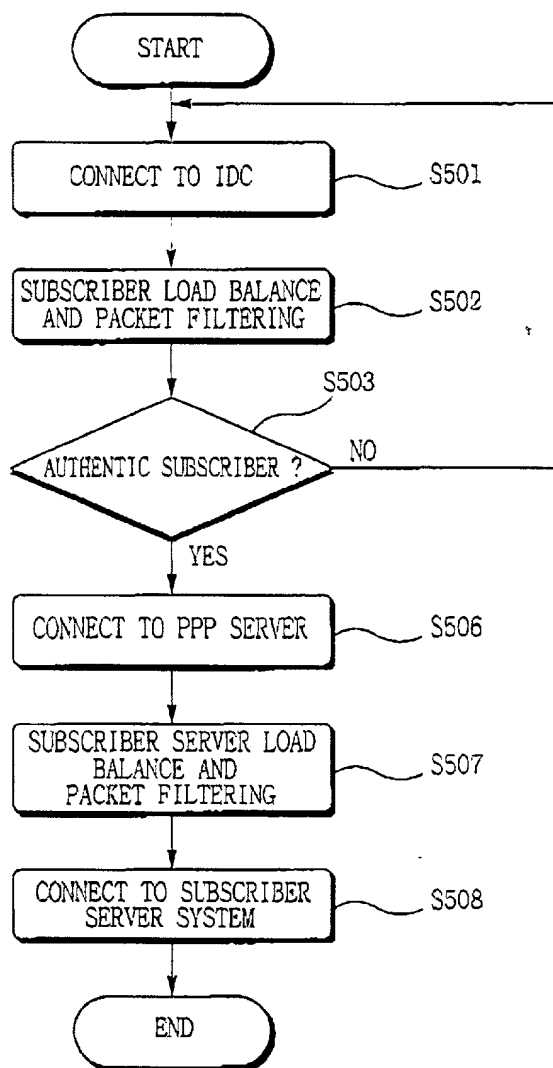 START
CONNECT TO IDC
S501
SUBSCRIBER LOAD BALANCE
AND PACKET FILTERING
S502
S503
AUTHENTIC SUBSCRIBER ?
NO
YES
CONNECT TO PPP SERVER
S506
SUBSCRIBER SERVER LOAD
BALANCE AND
PACKET FILTERING
S507
CONNECT TO SUBSCRIBER
SERVER SYSTEM
S508
END